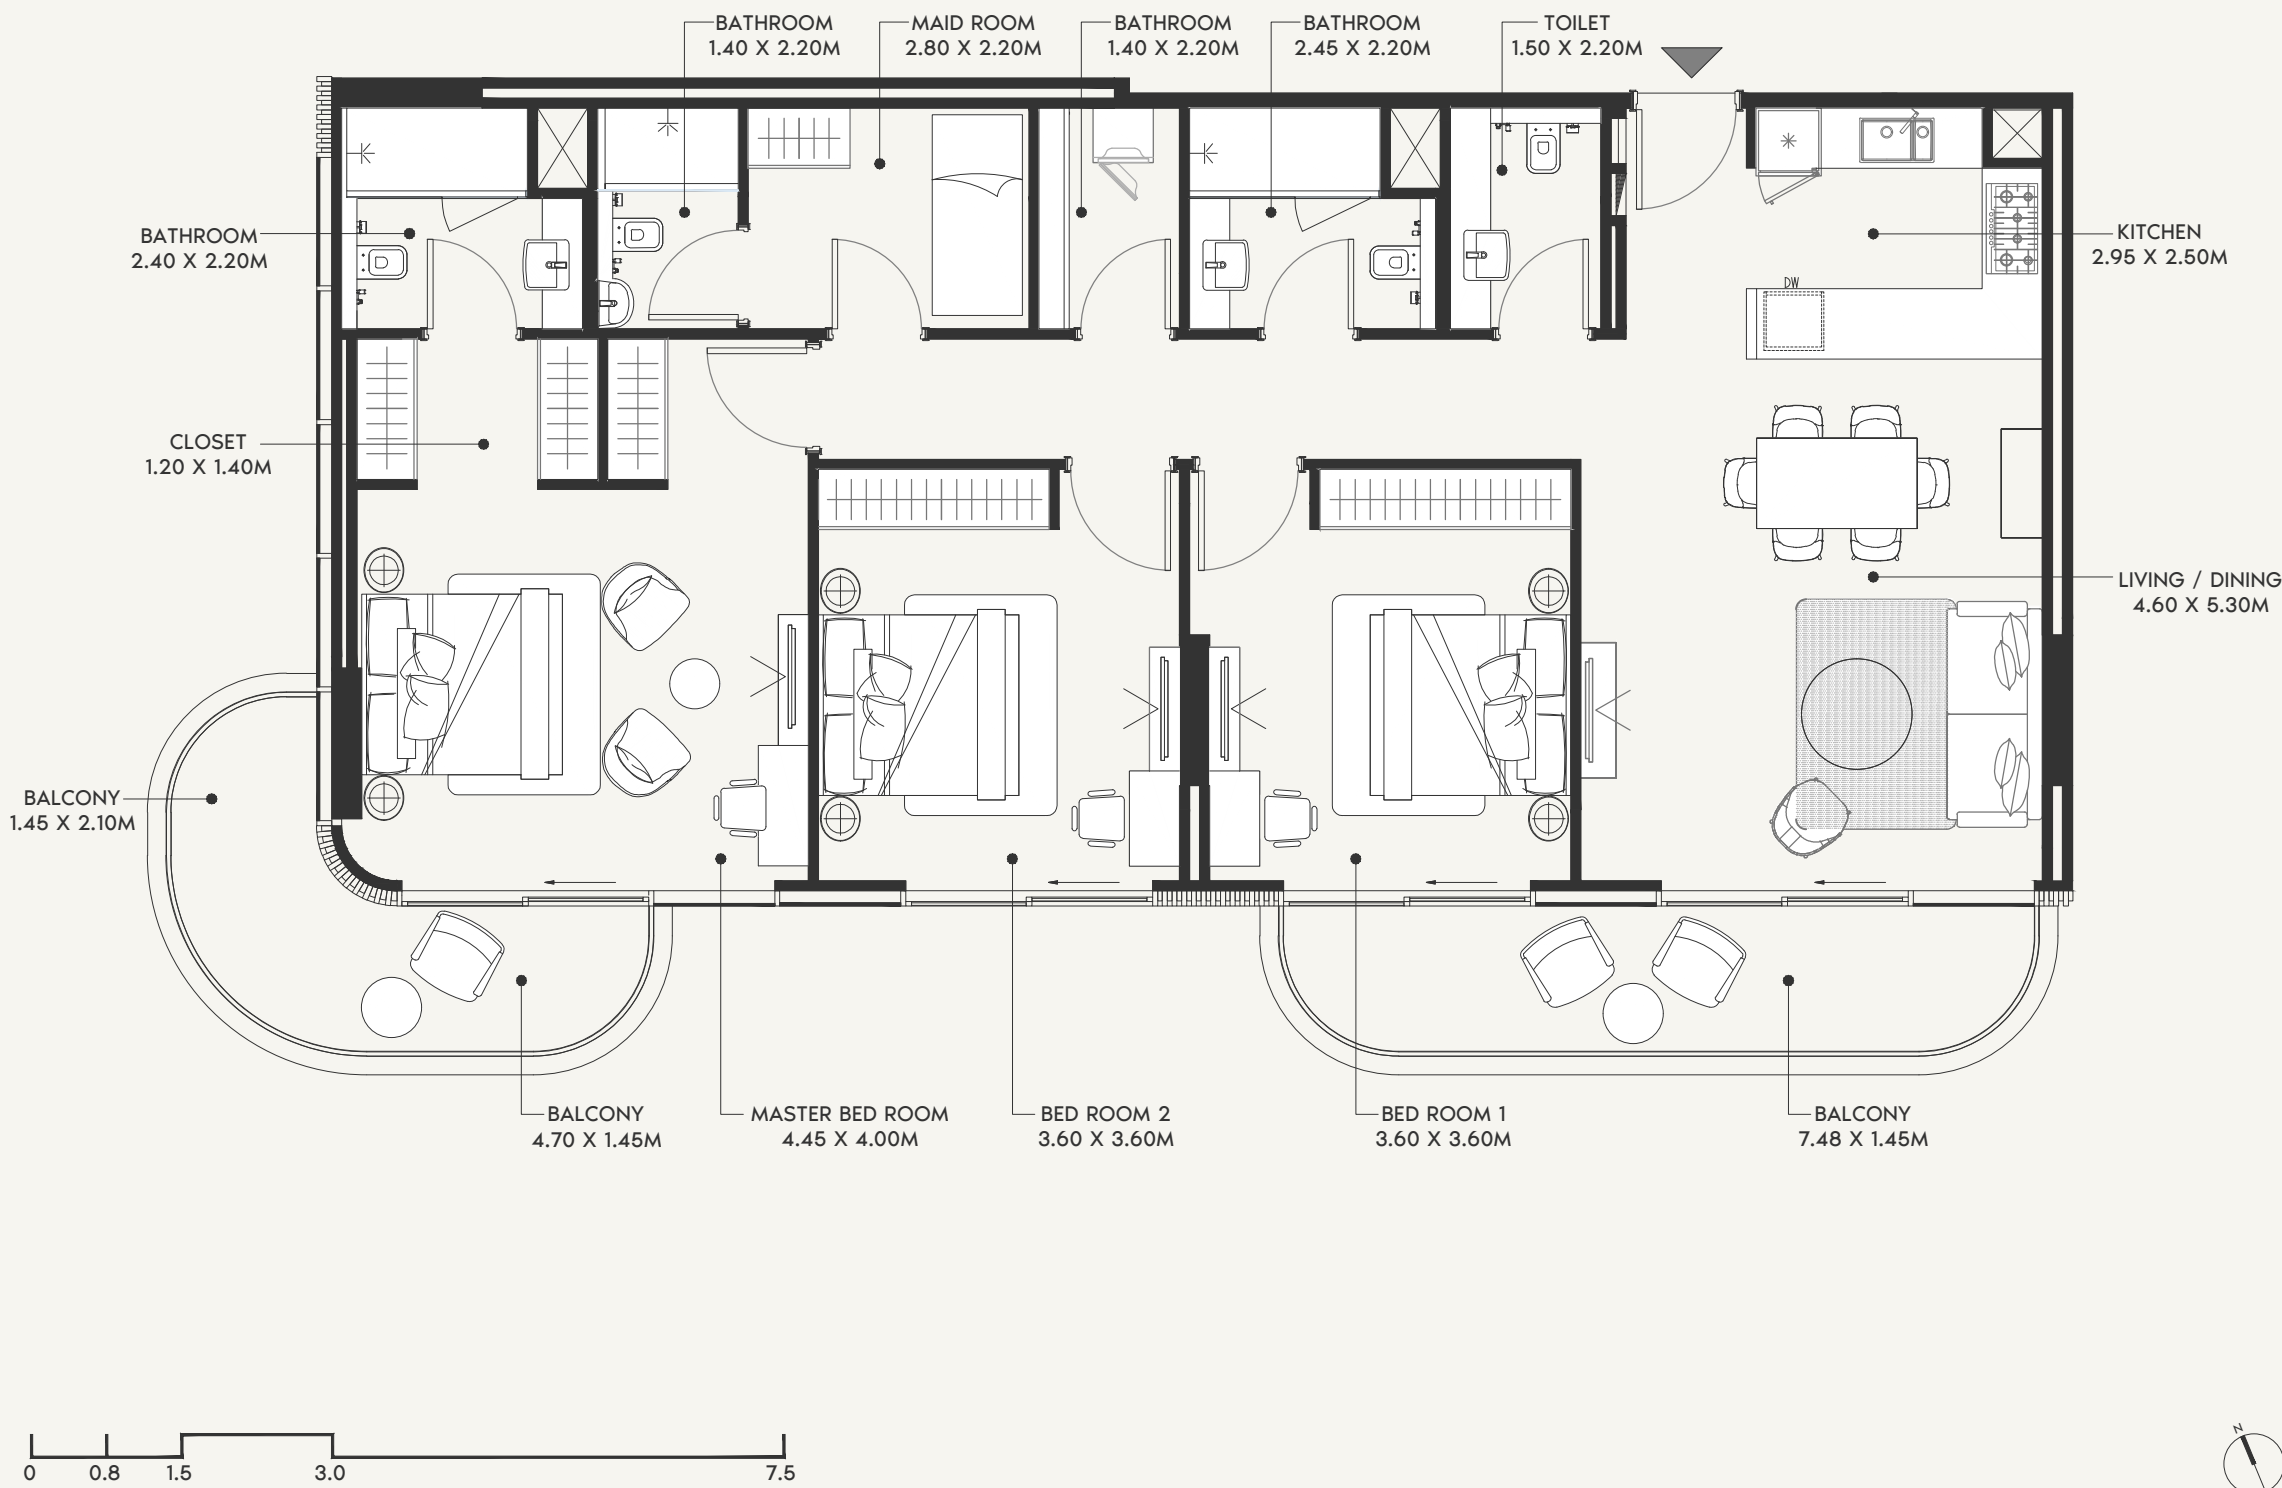 BATHROOM
1.40 X 2.20M
MAID ROOM
2.80 X 2.20M
BATHROOM
1.40 X 2.20M
BATHROOM
2.45 X 2.20M
TOILET
1.50 X 2.20M
BATHROOM
2.40 X 2.20M
KITCHEN
2.95 X 2.50M
DW
CLOSET
1.20 X 1.40M
LIVING / DINING
4.60 X 5.30M
BALCONY
1.45 X 2.10M
BALCONY
4.70 X 1.45M
MASTER BED ROOM
4.45 X 4.00M
BED ROOM 2
3.60 X 3.60M
BED ROOM 1
3.60 X 3.60M
BALCONY
7.48 X 1.45M
0 0.8 1.5 3.0 7.5
N